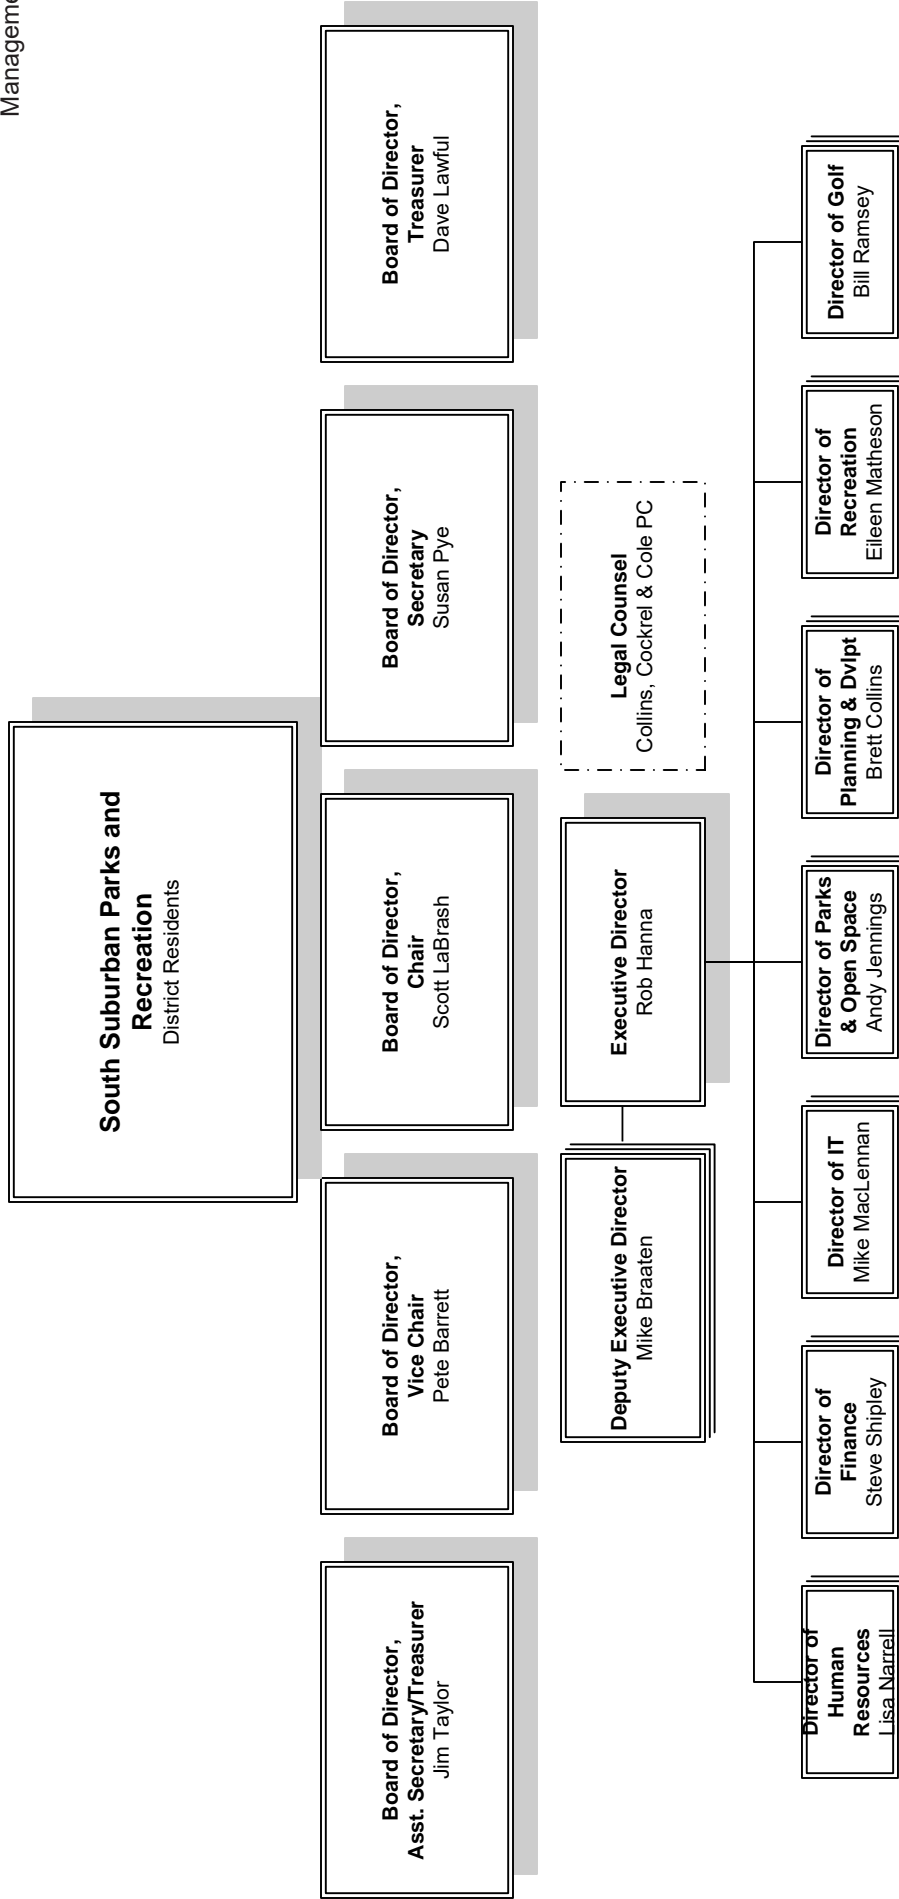 Manageme
South Suburban Parks and
Recreation
District Residents
Board of Director,
Asst. Secretary/Treasurer
Jim Taylor
Board of Director,
Vice Chair
Pete Barrett
Board of Director,
Chair
Scott LaBrash
Board of Director,
Secretary
Susan Pye
Board of Director,
Treasurer
Dave Lawful
Deputy Executive Director
Mike Braaten
Executive Director
Rob Hanna
Legal Counsel
Collins, Cockrel & Cole PC
Director of
Human
Resources
Lisa Narrell
Director of
Finance
Steve Shipley
Director of IT
Mike MacLennan
Director of Parks
& Open Space
Andy Jennings
Director of
Planning & Dvlpt
Brett Collins
Director of
Recreation
Eileen Matheson
Director of Golf
Bill Ramsey